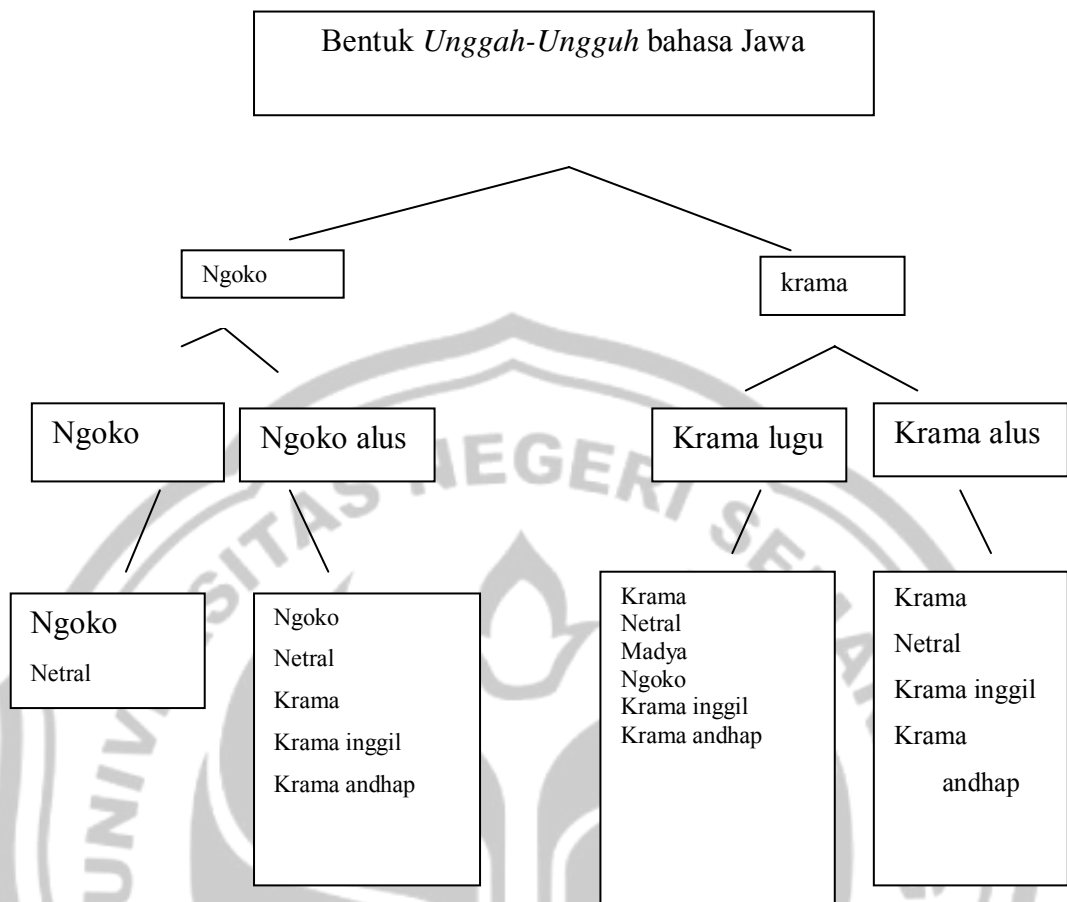 Bentuk Unggah-Ungguh bahasa Jawa
Ngoko
krama
Ngoko
Ngoko alus
Krama lugu
Krama alus
Ngoko
Netral
Ngoko
Netral
Krama
Krama inggil
Krama andhap
Krama
Netral
Madya
Ngoko
Krama inggil
Krama andhap
Krama
Netral
Krama inggil
Krama
andhap
NEGERI